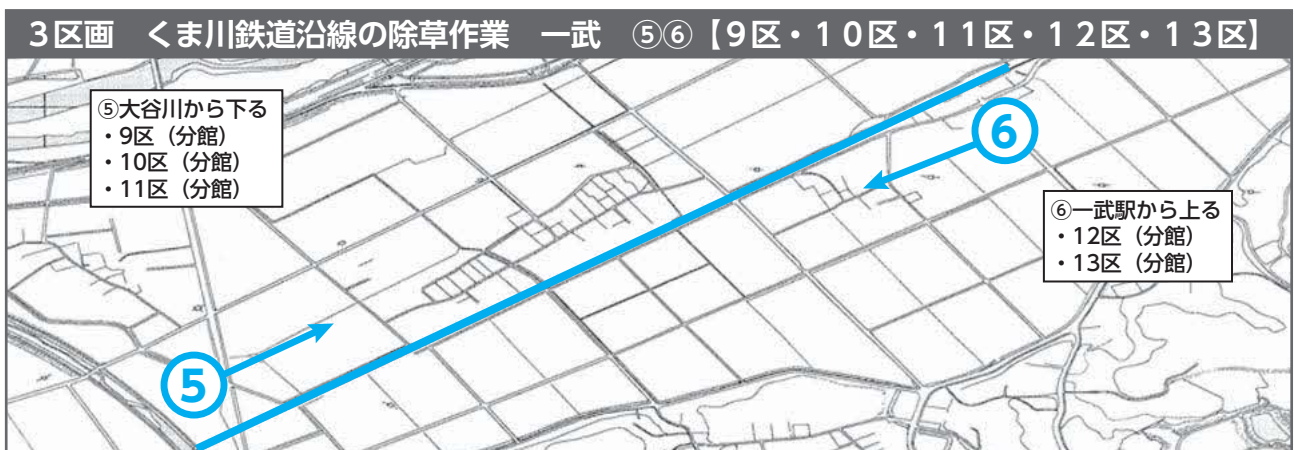 3区画 くま川鉄道沿線の除草作業 一武 ⑤⑥【9区・10区・11区・12区・13区】
⑤大谷川から下る
・9区（分館）
・10区（分館）
・11区（分館）
⑥
⑥一武駅から上る
・12区（分館）
・13区（分館）
⑤